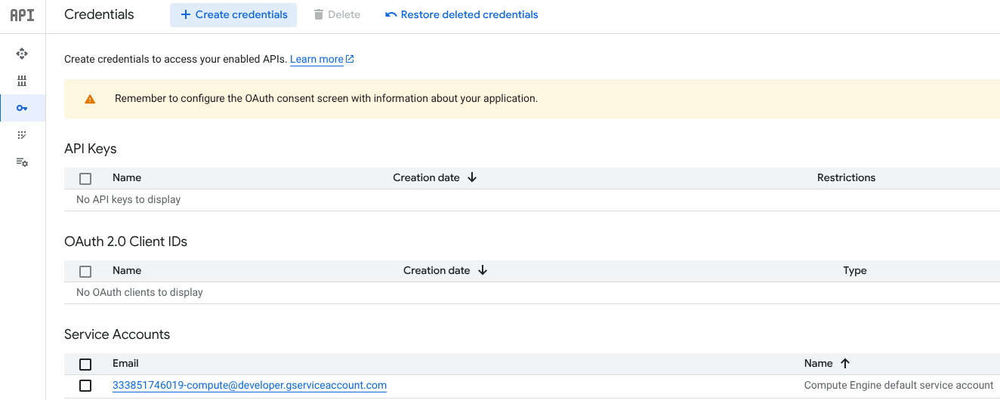 API Credentials Create credentials Delete Restore deleted credentials
Create credentials to access your enabled APIs. Learn more
Remember to configure the OAuth consent screen with information about your application.
API Keys
Name Creation date Restrictions
No API keys to display
OAuth 2.0 Client IDs
Name Creation date Type
No OAuth clients to display
Service Accounts
Email Name
333851746019-compute@developer.gserviceaccount.com Compute Engine default service account